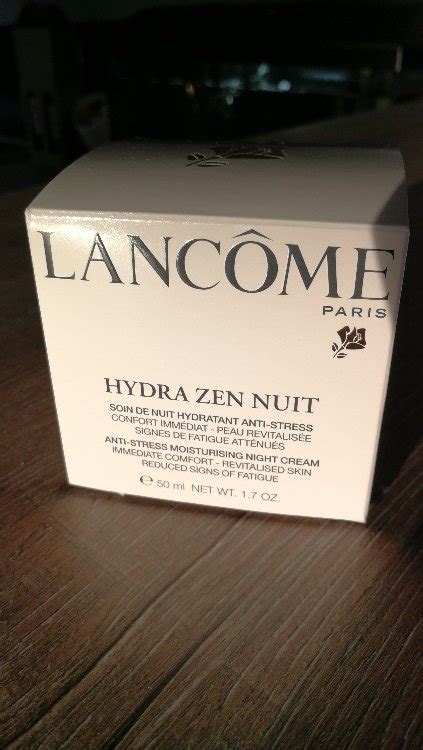 LANCÔME
PARIS
HYDRA ZEN NUIT
SOIN DE NUIT HYDRATANT ANTI-STRESS
CONFORT IMMÉDIAT - PEAU REVITALISÉE
SIGNES DE FATIGUE ATTÉNUÉS
ANTI-STRESS MOISTURISING NIGHT CREAM
IMMEDIATE COMFORT - REVITALISED SKIN
REDUCED SIGNS OF FATIGUE
℮ 50 ml NET WT. 1.7 OZ.